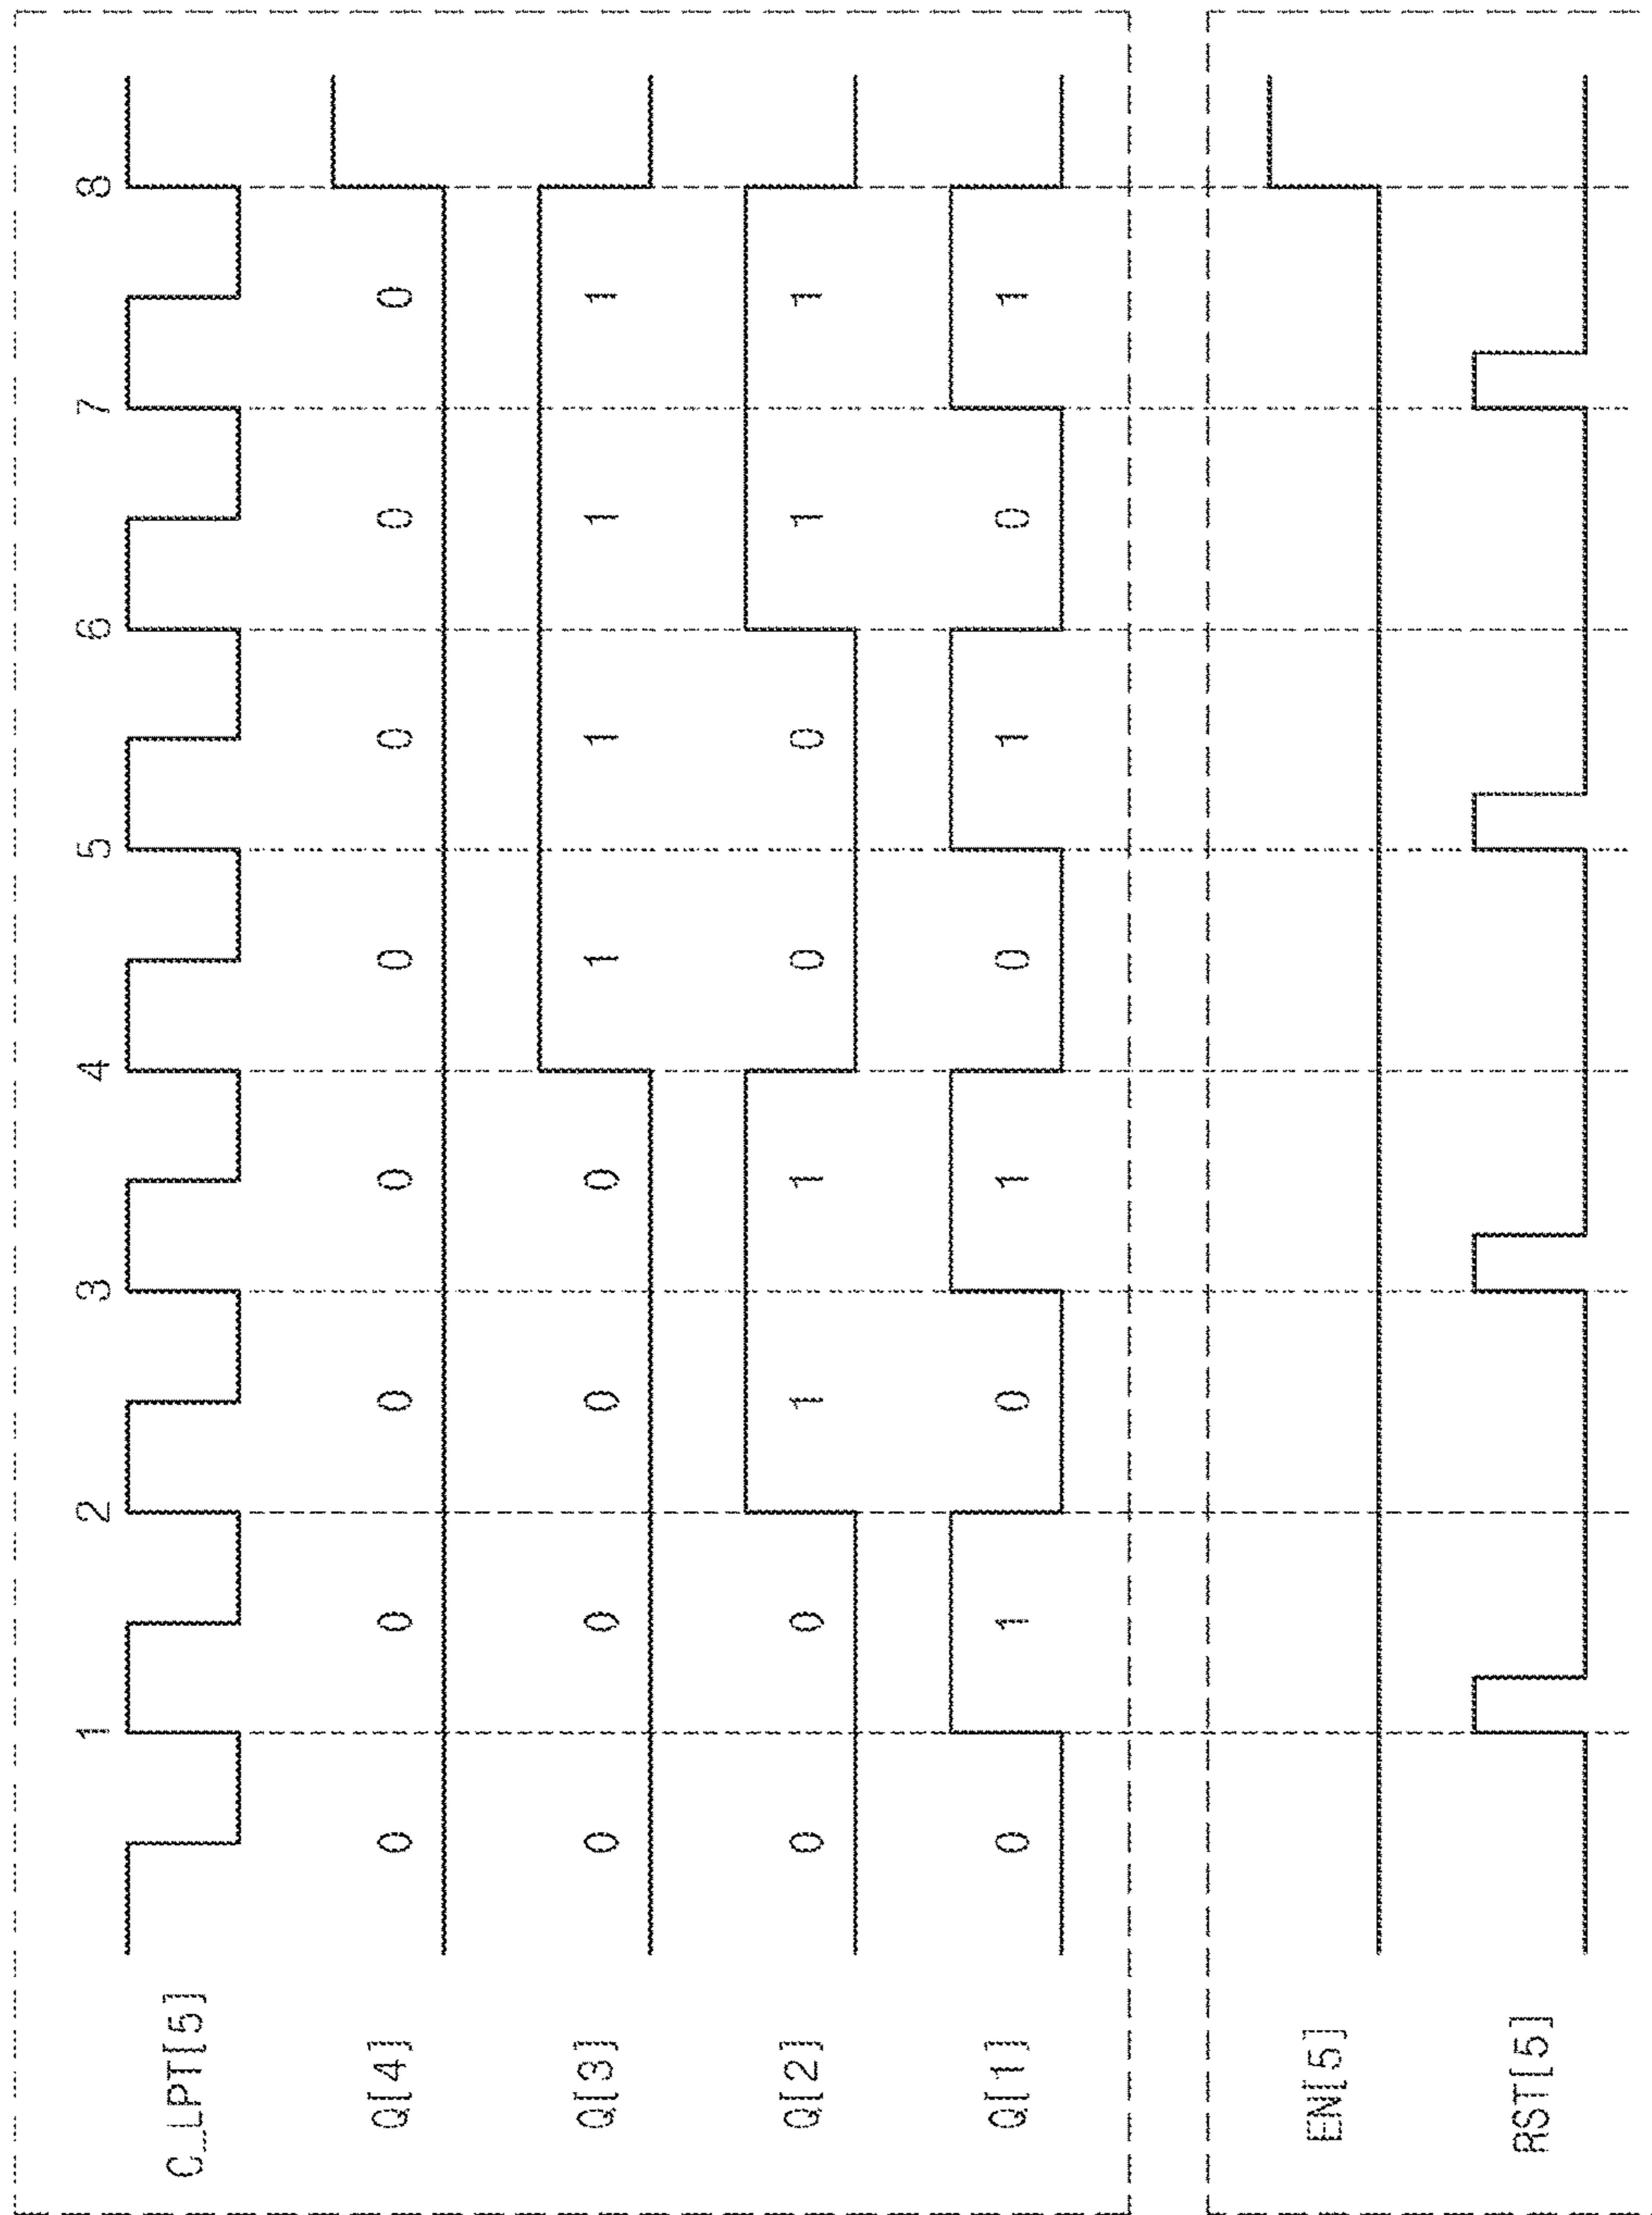 1 2 3 4 5 6 7 8
C_LPT[5]
Q[4] 0 0 0 0 0 0 0 0
Q[3] 0 0 0 0 1 1 1 1
Q[2] 0 0 1 1 0 0 1 1
Q[1] 0 1 0 1 0 1 0 1
EN[5]
RST[5]